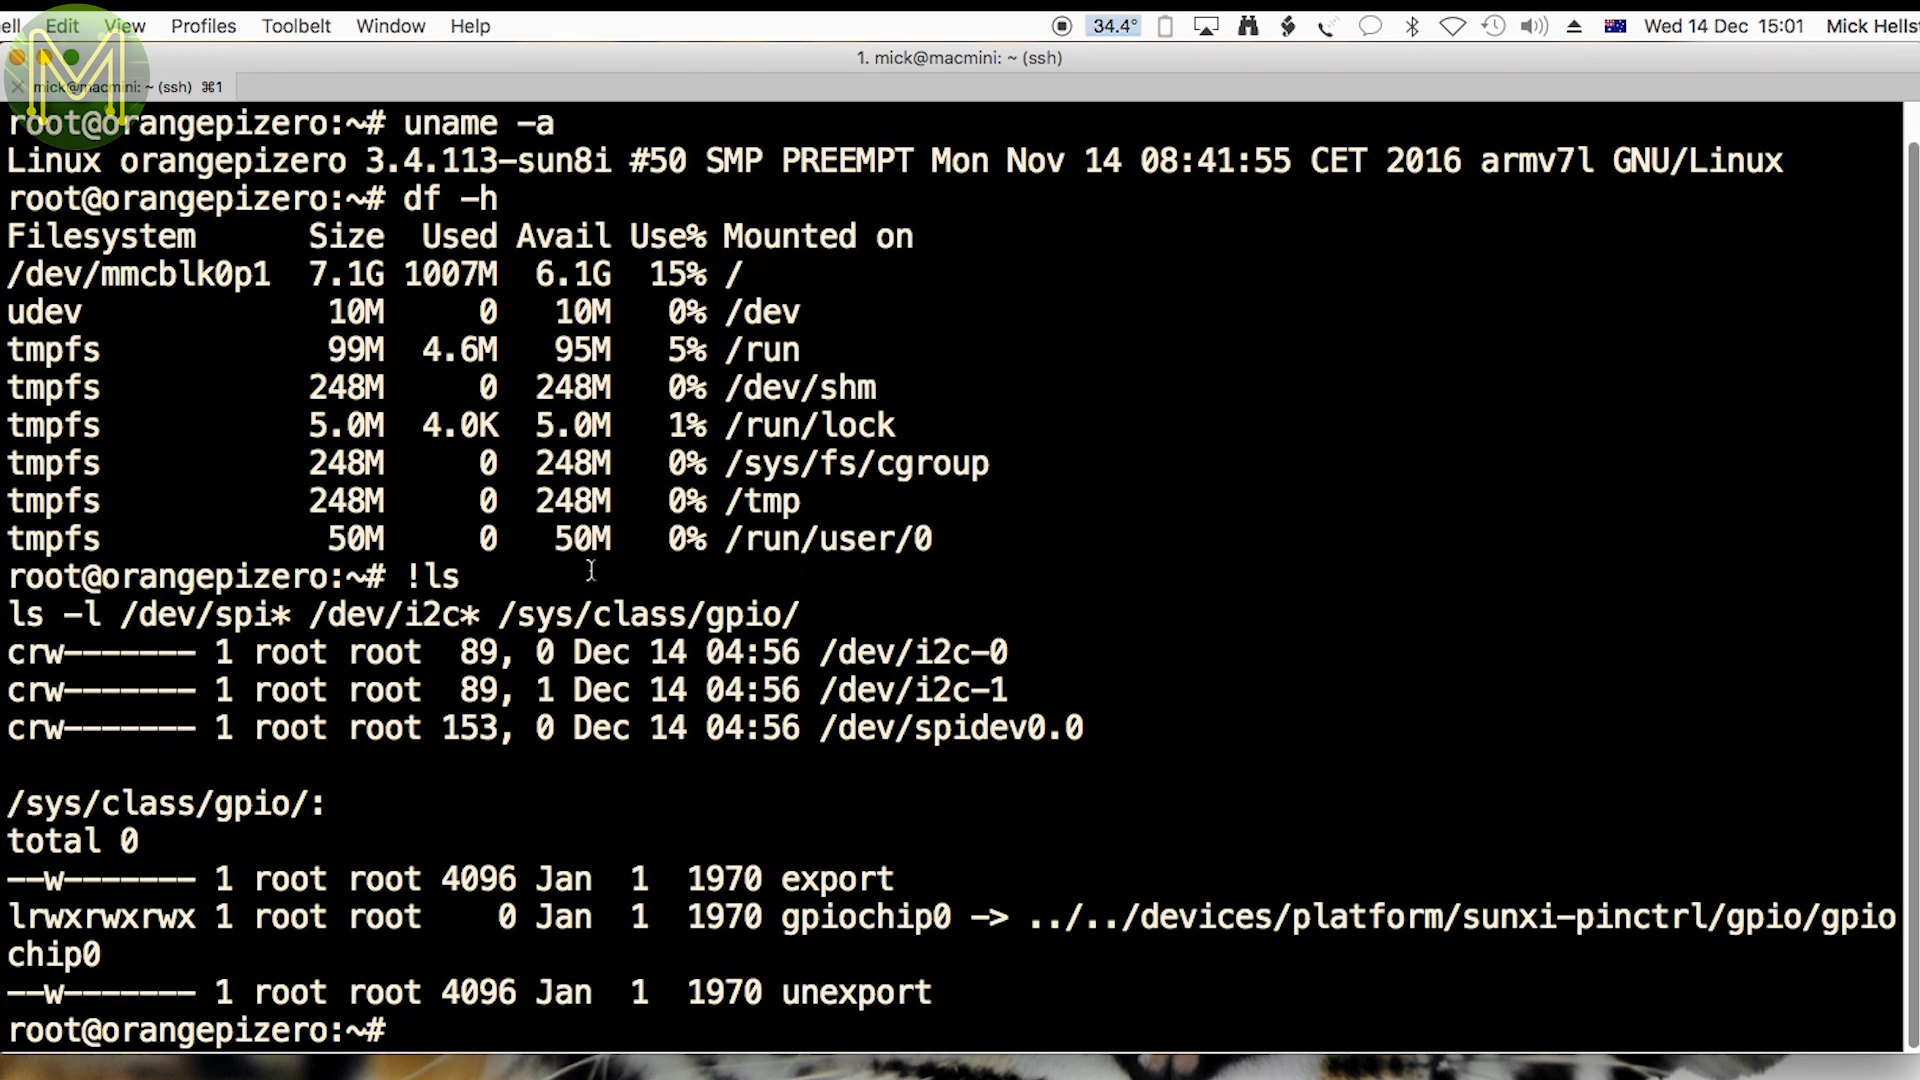 ell Edit View Profiles Toolbelt Window Help 34.4° Wed 14 Dec 15:01 Mick Hells
1. mick@macmini: ~ (ssh)
mick@macmini: ~ (ssh) ⌘1
M
root@orangepizero:~# uname -a
Linux orangepizero 3.4.113-sun8i #50 SMP PREEMPT Mon Nov 14 08:41:55 CET 2016 armv7l GNU/Linux
root@orangepizero:~# df -h
Filesystem Size Used Avail Use% Mounted on
/dev/mmcblk0p1 7.1G 1007M 6.1G 15% /
udev 10M 0 10M 0% /dev
tmpfs 99M 4.6M 95M 5% /run
tmpfs 248M 0 248M 0% /dev/shm
tmpfs 5.0M 4.0K 5.0M 1% /run/lock
tmpfs 248M 0 248M 0% /sys/fs/cgroup
tmpfs 248M 0 248M 0% /tmp
tmpfs 50M 0 50M 0% /run/user/0
root@orangepizero:~# !ls
ls -l /dev/spi* /dev/i2c* /sys/class/gpio/
crw------- 1 root root 89, 0 Dec 14 04:56 /dev/i2c-0
crw------- 1 root root 89, 1 Dec 14 04:56 /dev/i2c-1
crw------- 1 root root 153, 0 Dec 14 04:56 /dev/spidev0.0
/sys/class/gpio/:
total 0
--w------- 1 root root 4096 Jan 1 1970 export
lrwxrwxrwx 1 root root 0 Jan 1 1970 gpiochip0 -> ../../devices/platform/sunxi-pinctrl/gpio/gpio
chip0
--w------- 1 root root 4096 Jan 1 1970 unexport
root@orangepizero:~#